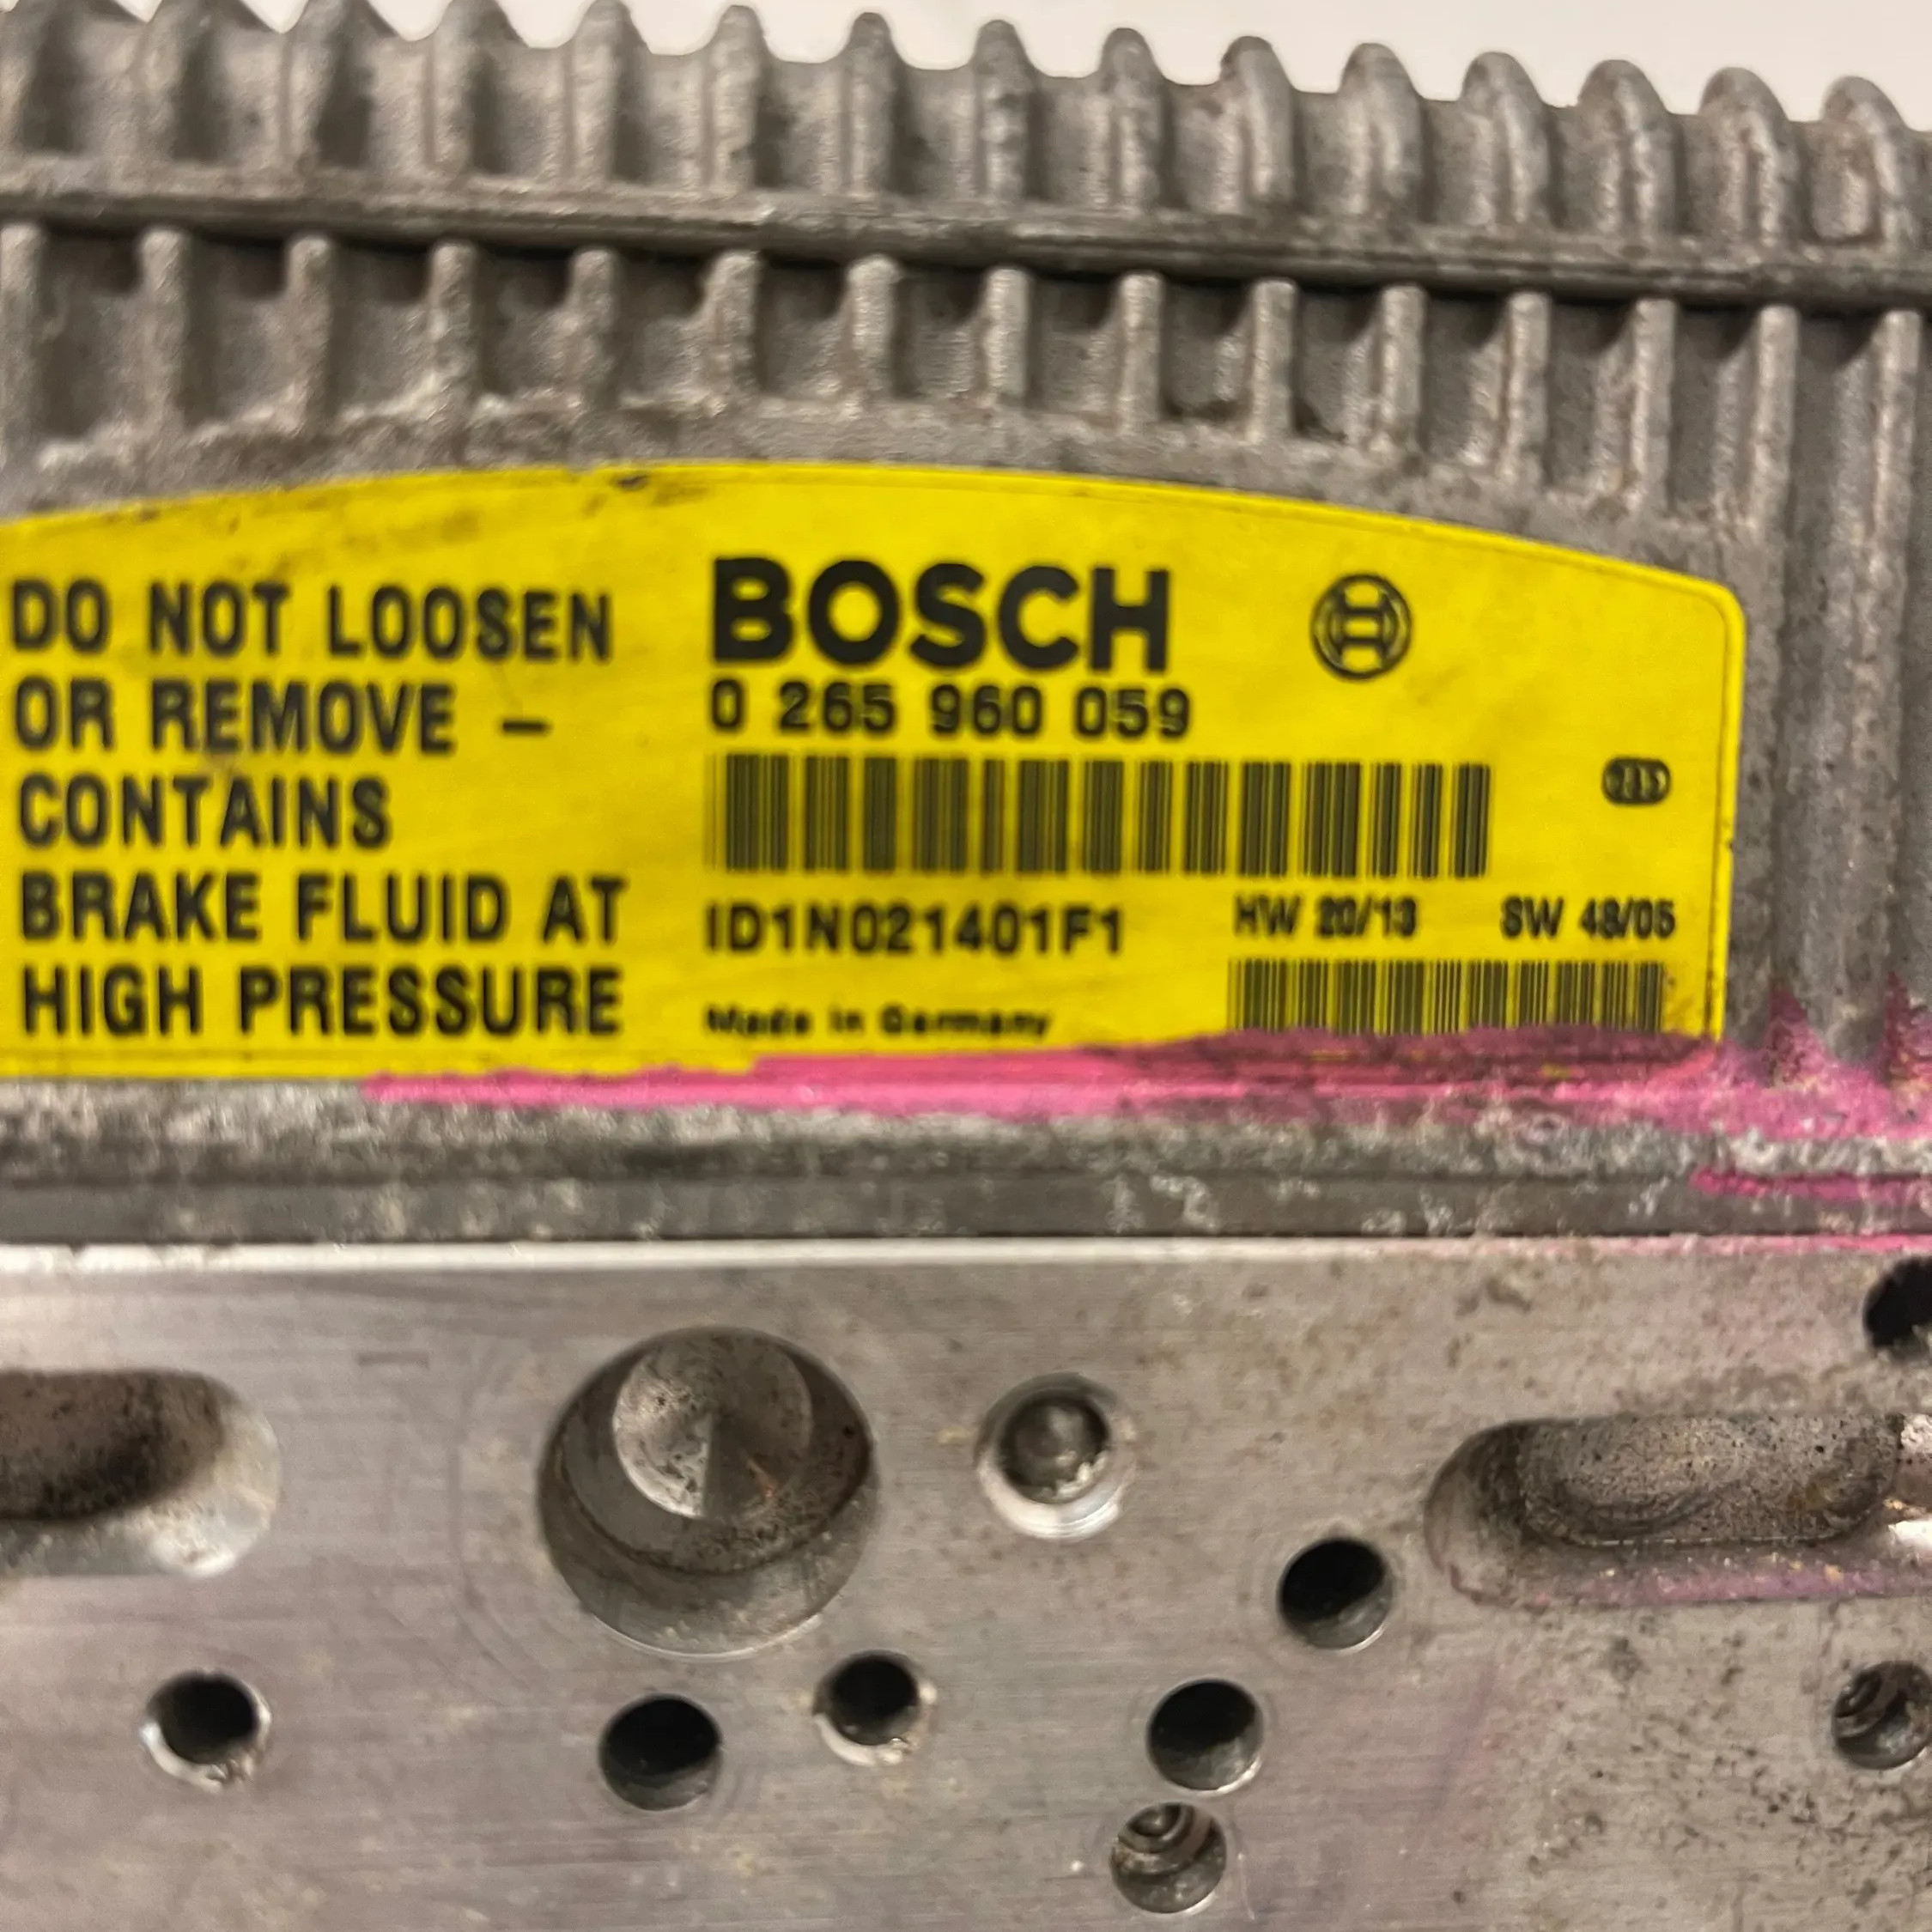 DO NOT LOOSEN
OR REMOVE –
CONTAINS
BRAKE FLUID AT
HIGH PRESSURE
BOSCH
0 265 960 059
ID1N021401F1
HW 20/13 SW 48/05
Made in Germany